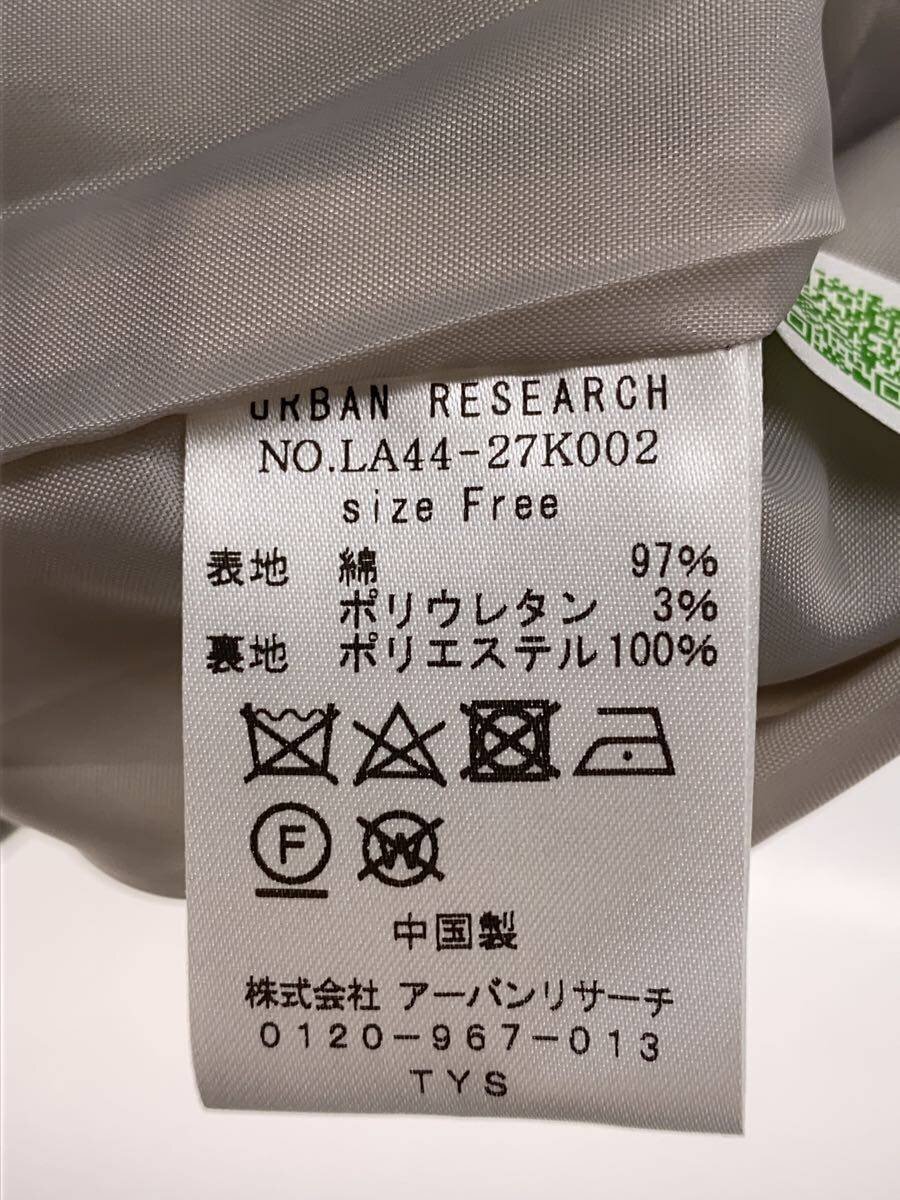 URBAN RESEARCH
NO.LA44-27K002
size Free
表地 綿 97%
ポリウレタン 3%
裏地 ポリエステル100%
F
W
中国製
株式会社 アーバンリサーチ
0120-967-013
TYS